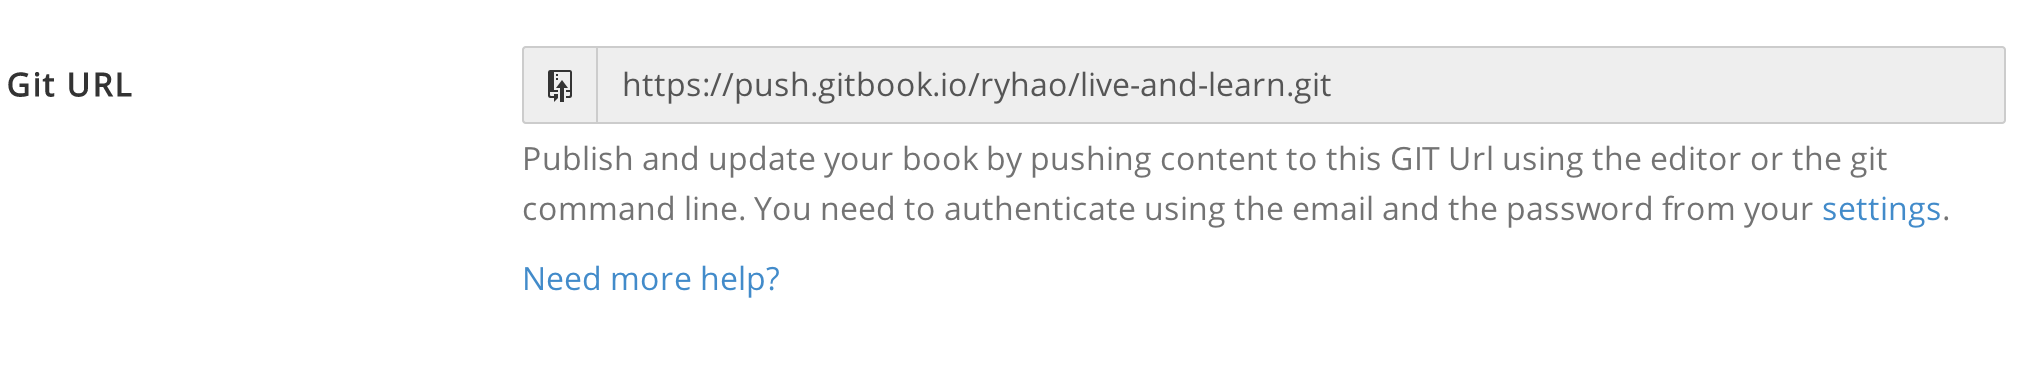 Git URL
https://push.gitbook.io/ryhao/live-and-learn.git
Publish and update your book by pushing content to this GIT Url using the editor or the git
command line. You need to authenticate using the email and the password from your settings.
Need more help?